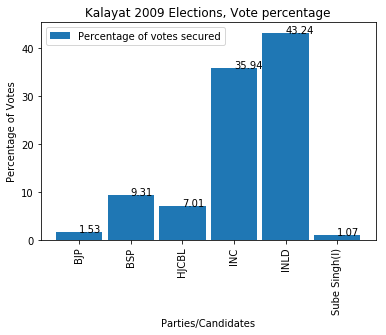 Kalayat 2009 Elections, Vote percentage
Percentage of votes secured
Percentage of Votes
40
30
20
10
0
1.53
9.31
7.01
35.94
43.24
1.07
BJP
BSP
HJCBL
INC
INLD
Sube Singh(I)
Parties/Candidates